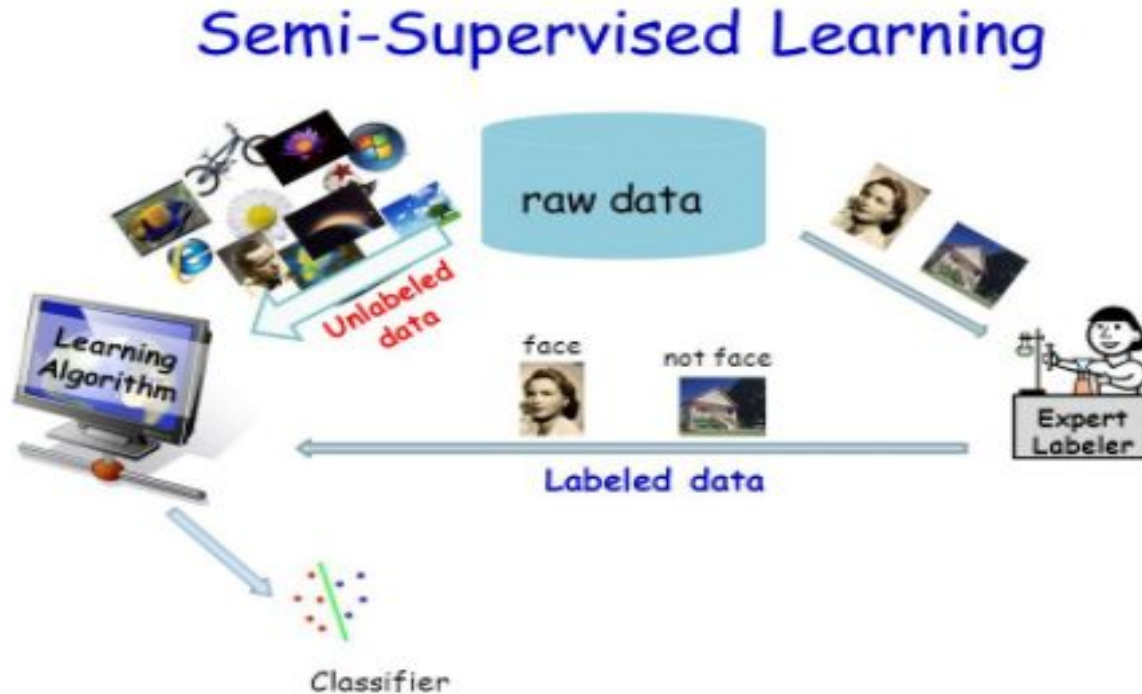 Semi-Supervised Learning
raw data
Unlabeled
data
Learning
Algorithm
face
not face
Expert
Labeler
Labeled data
Classifier